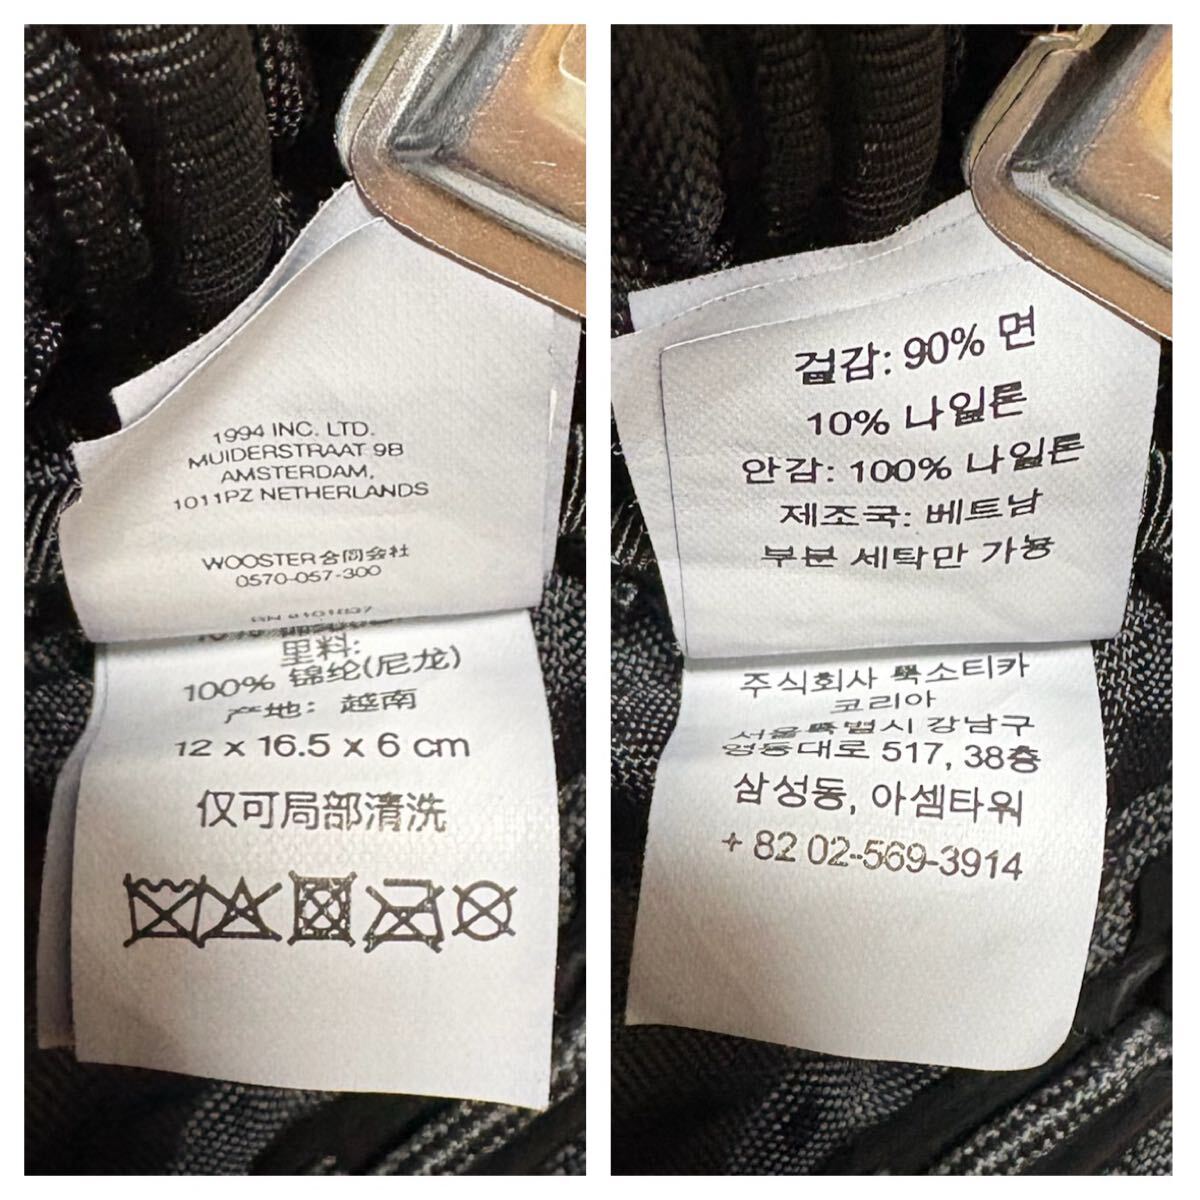 1994 INC. LTD.
MUIDERSTRAAT 9B
AMSTERDAM,
1011PZ NETHERLANDS
WOOSTER合同会社
0570-057-300
里料:
100% 锦纶(尼龙)
产地: 越南
12 x 16.5 x 6 cm
仅可局部清洗
겉감: 90% 면
10% 나일론
안감: 100% 나일론
제조국: 베트남
부분 세탁만 가능
주식회사 폭소티카
코리아
서울특별시 강남구
영동대로 517, 38층
삼성동, 아셈타워
+ 82 02-569-3914